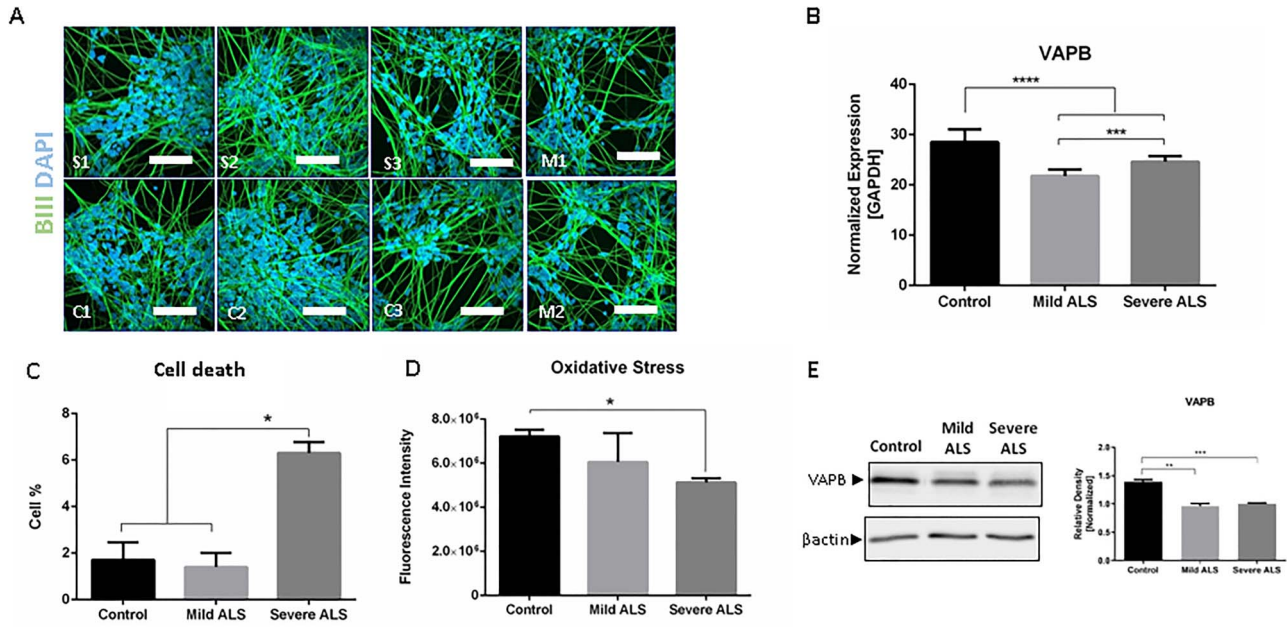 A
BIII DAPI
S1
S2
S3
M1
C1
C2
C3
M2
B
VAPB
Normalized Expression
[GAPDH]
40
30
20
10
0
****
***
Control
Mild ALS
Severe ALS
C
Cell death
Cell %
8
6
4
2
0
*
Control
Mild ALS
Severe ALS
D
Oxidative Stress
Fluorescence Intensity
8.0×10⁶
6.0×10⁶
4.0×10⁶
2.0×10⁶
0
*
Control
Mild ALS
Severe ALS
E
Control
Mild
ALS
Severe
ALS
VAPB
βactin
VAPB
Relative Density
[Normalized]
2.0
1.5
1.0
0.5
0.0
***
**
Control
Mild ALS
Severe ALS